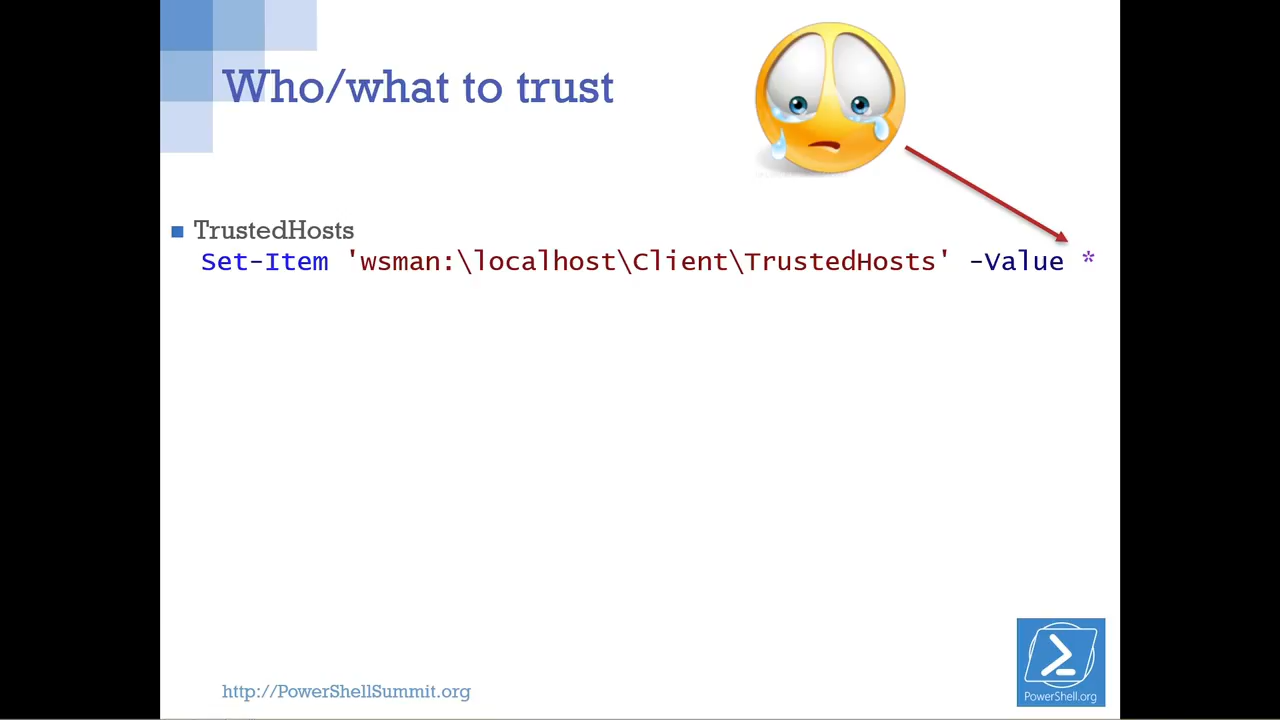 Who/what to trust
TrustedHosts
Set-Item 'wsman:\localhost\Client\TrustedHosts' -Value *
http://PowerShellSummit.org
PowerShell.org